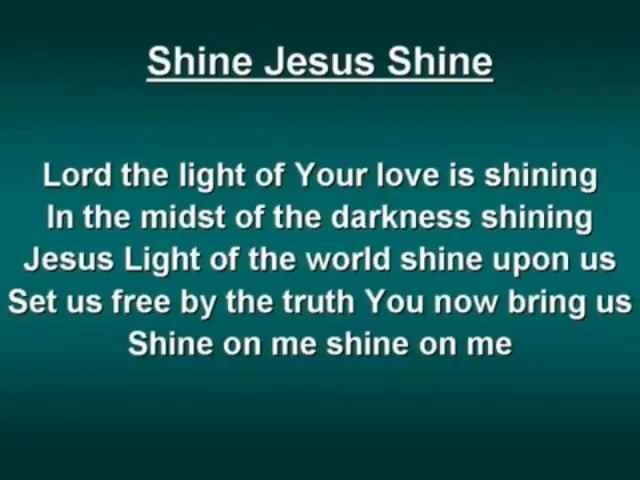 Shine Jesus Shine
Lord the light of Your love is shining
In the midst of the darkness shining
Jesus Light of the world shine upon us
Set us free by the truth You now bring us
Shine on me shine on me